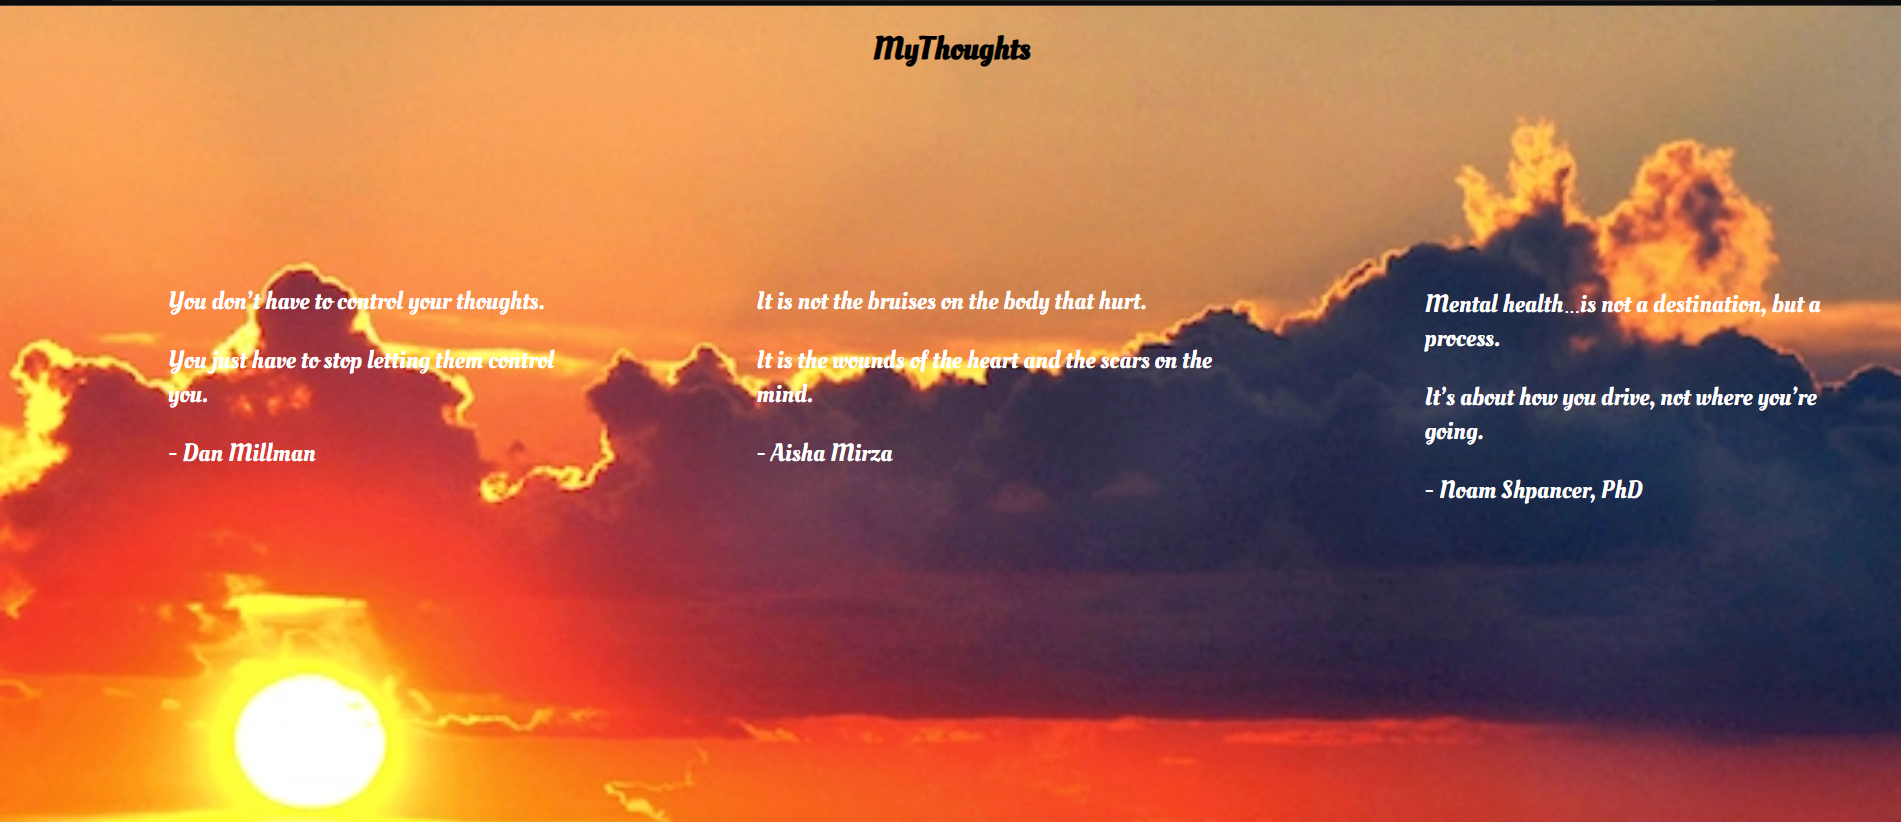 MyThoughts
You don't have to control your thoughts.
You just have to stop letting them control
you.
- Dan Millman
It is not the bruises on the body that hurt.
It is the wounds of the heart and the scars on the
mind.
- Aisha Mirza
Mental health...is not a destination, but a
process.
It's about how you drive, not where you're
going.
- Noam Shpancer, PhD